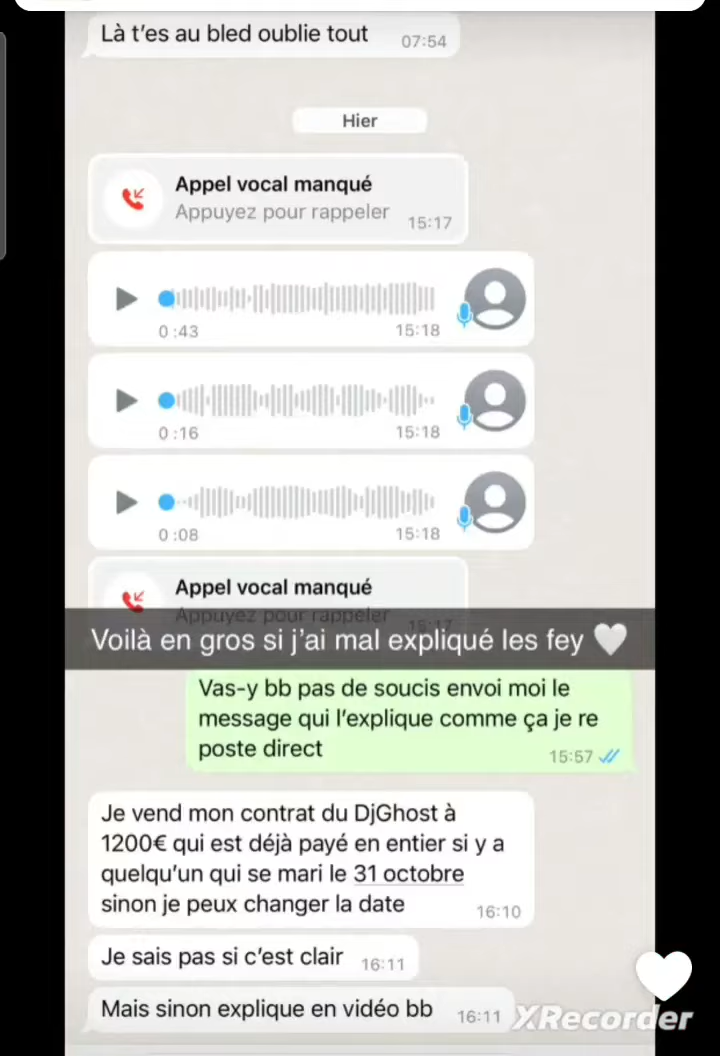 Là t'es au bled oublie tout
07:54
Hier
Appel vocal manqué
Appuyez pour rappeler
15:17
0:43
15:18
0:16
15:18
0:08
15:18
Appel vocal manqué
Appuyez pour rappeler
15:17
Voilà en gros si j'ai mal expliqué les fey 🤍
Vas-y bb pas de soucis envoi moi le
message qui l'explique comme ça je re
poste direct
15:57
Je vend mon contrat du DjGhost à
1200€ qui est déjà payé en entier si y a
quelqu'un qui se mari le 31 octobre
sinon je peux changer la date
16:10
Je sais pas si c'est clair
16:11
Mais sinon explique en vidéo bb
16:11
XRecorder